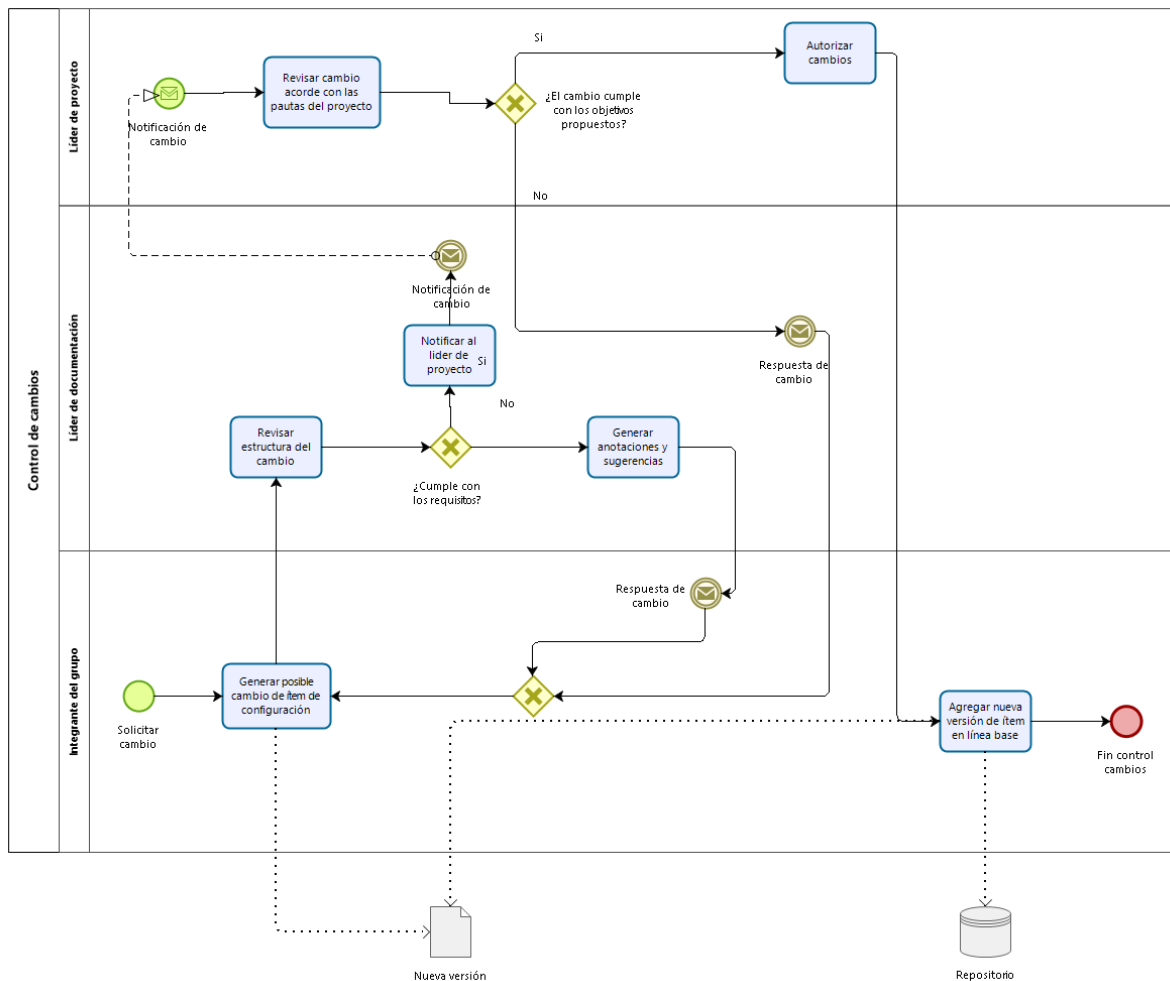 Control de cambios
Líder de proyecto
Si
Autorizar
cambios
Revisar cambio
acorde con las
pautas del proyecto
¿El cambio cumple
con los objetivos
propuestos?
Notificación de
cambio
No
Líder de documentación
Notificación de
cambio
Notificar al
lider de
proyecto
Si
Respuesta de
cambio
No
Revisar
estructura del
cambio
Generar
anotaciones y
sugerencias
¿Cumple con
los requisitos?
Integrante del grupo
Respuesta de
cambio
Generar posible
cambio de ítem de
configuración
Solicitar
cambio
Agregar nueva
versión de ítem
en línea base
Fin control
cambios
Nueva versión
Repositorio